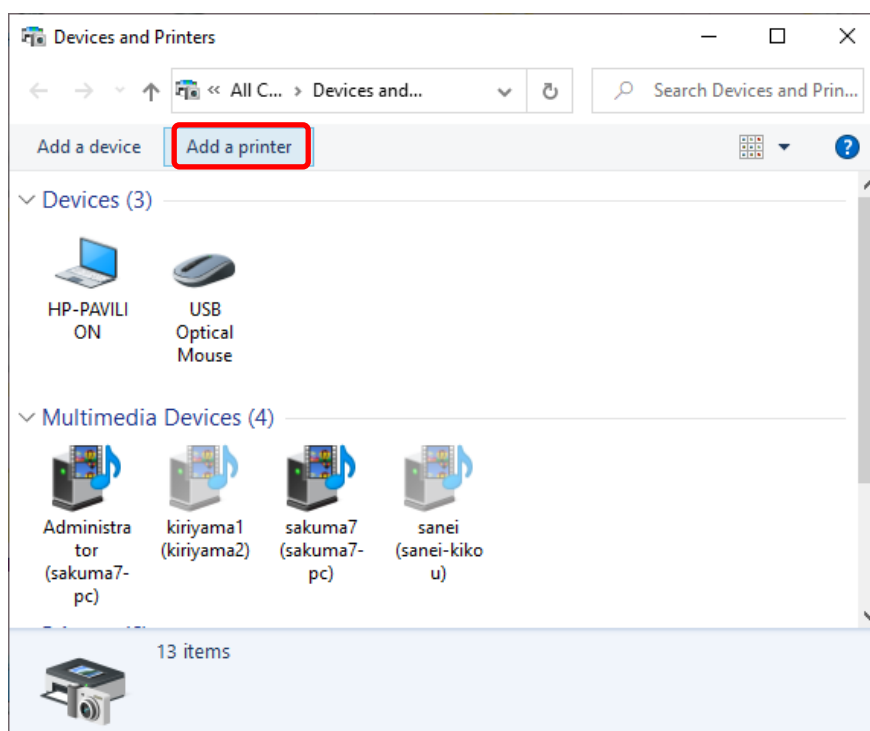 Devices and Printers
« All C... › Devices and...
Search Devices and Prin...
Add a device
Add a printer
?
Devices (3)
HP-PAVILI
ON
USB
Optical
Mouse
Multimedia Devices (4)
Administra
tor
(sakuma7-
pc)
kiriyama1
(kiriyama2)
sakuma7
(sakuma7-
pc)
sanei
(sanei-kiko
u)
13 items